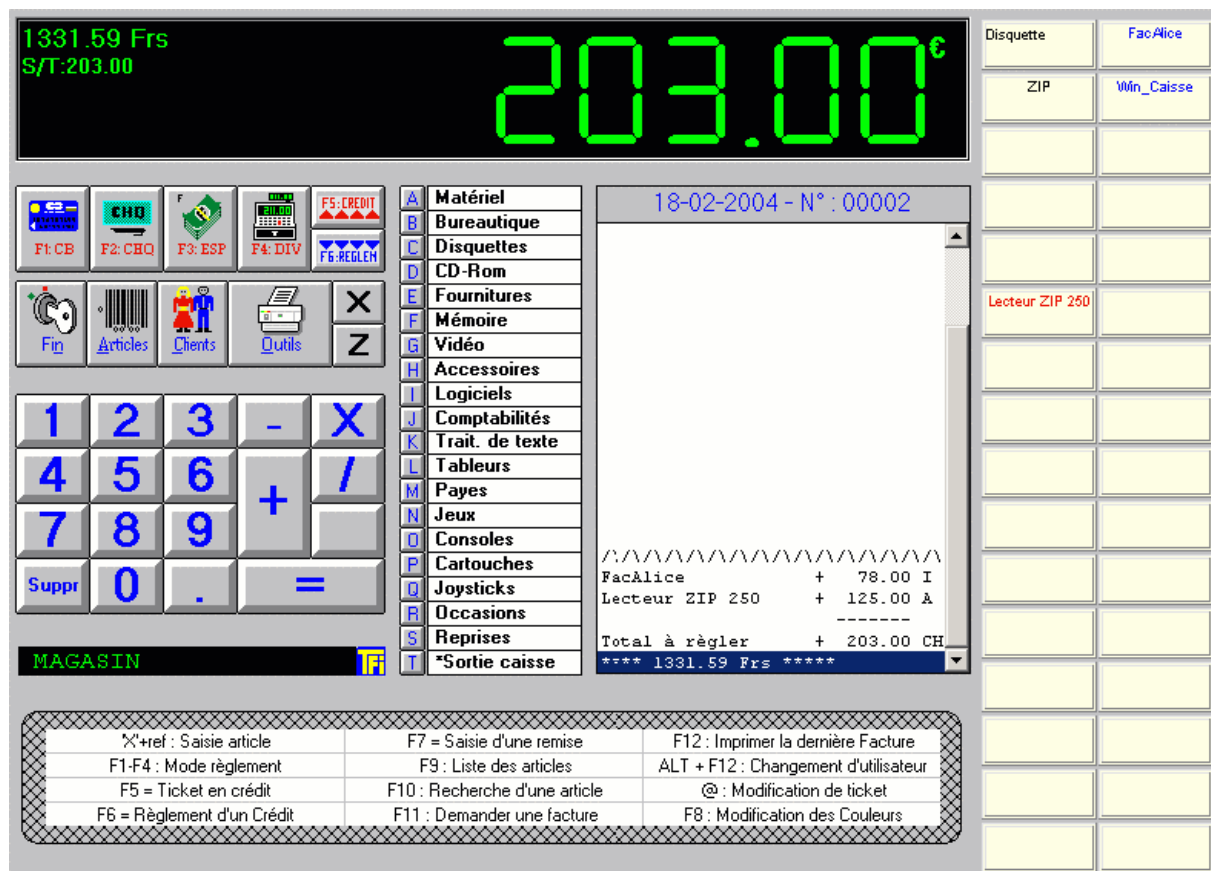 1331.59 Frs
S/T:203.00
203.00 €
Disquette
FacAlice
ZIP
Win_Caisse
Lecteur ZIP 250
F1: CB
CHQ
F2: CHQ
F
F3: ESP
211.00
F4: DIV
F5:CREDIT
F6:REGLEM
Fin
Articles
Clients
Outils
X
Z
1 2 3 - X
4 5 6 + /
7 8 9
Suppr 0 . =
MAGASIN
A Matériel
B Bureautique
C Disquettes
D CD-Rom
E Fournitures
F Mémoire
G Vidéo
H Accessoires
I Logiciels
J Comptabilités
K Trait. de texte
L Tableurs
M Payes
N Jeux
O Consoles
P Cartouches
Q Joysticks
R Occasions
S Reprises
T *Sortie caisse
18-02-2004 - N° : 00002
FacAlice + 78.00 I
Lecteur ZIP 250 + 125.00 A
-------
Total à règler + 203.00 CH
**** 1331.59 Frs *****
'X'+ref : Saisie article
F7 = Saisie d'une remise
F12 : Imprimer la dernière Facture
F1-F4 : Mode règlement
F9 : Liste des articles
ALT + F12 : Changement d'utilisateur
F5 = Ticket en crédit
F10 : Recherche d'une article
@ : Modification de ticket
F6 = Règlement d'un Crédit
F11 : Demander une facture
F8 : Modification des Couleurs